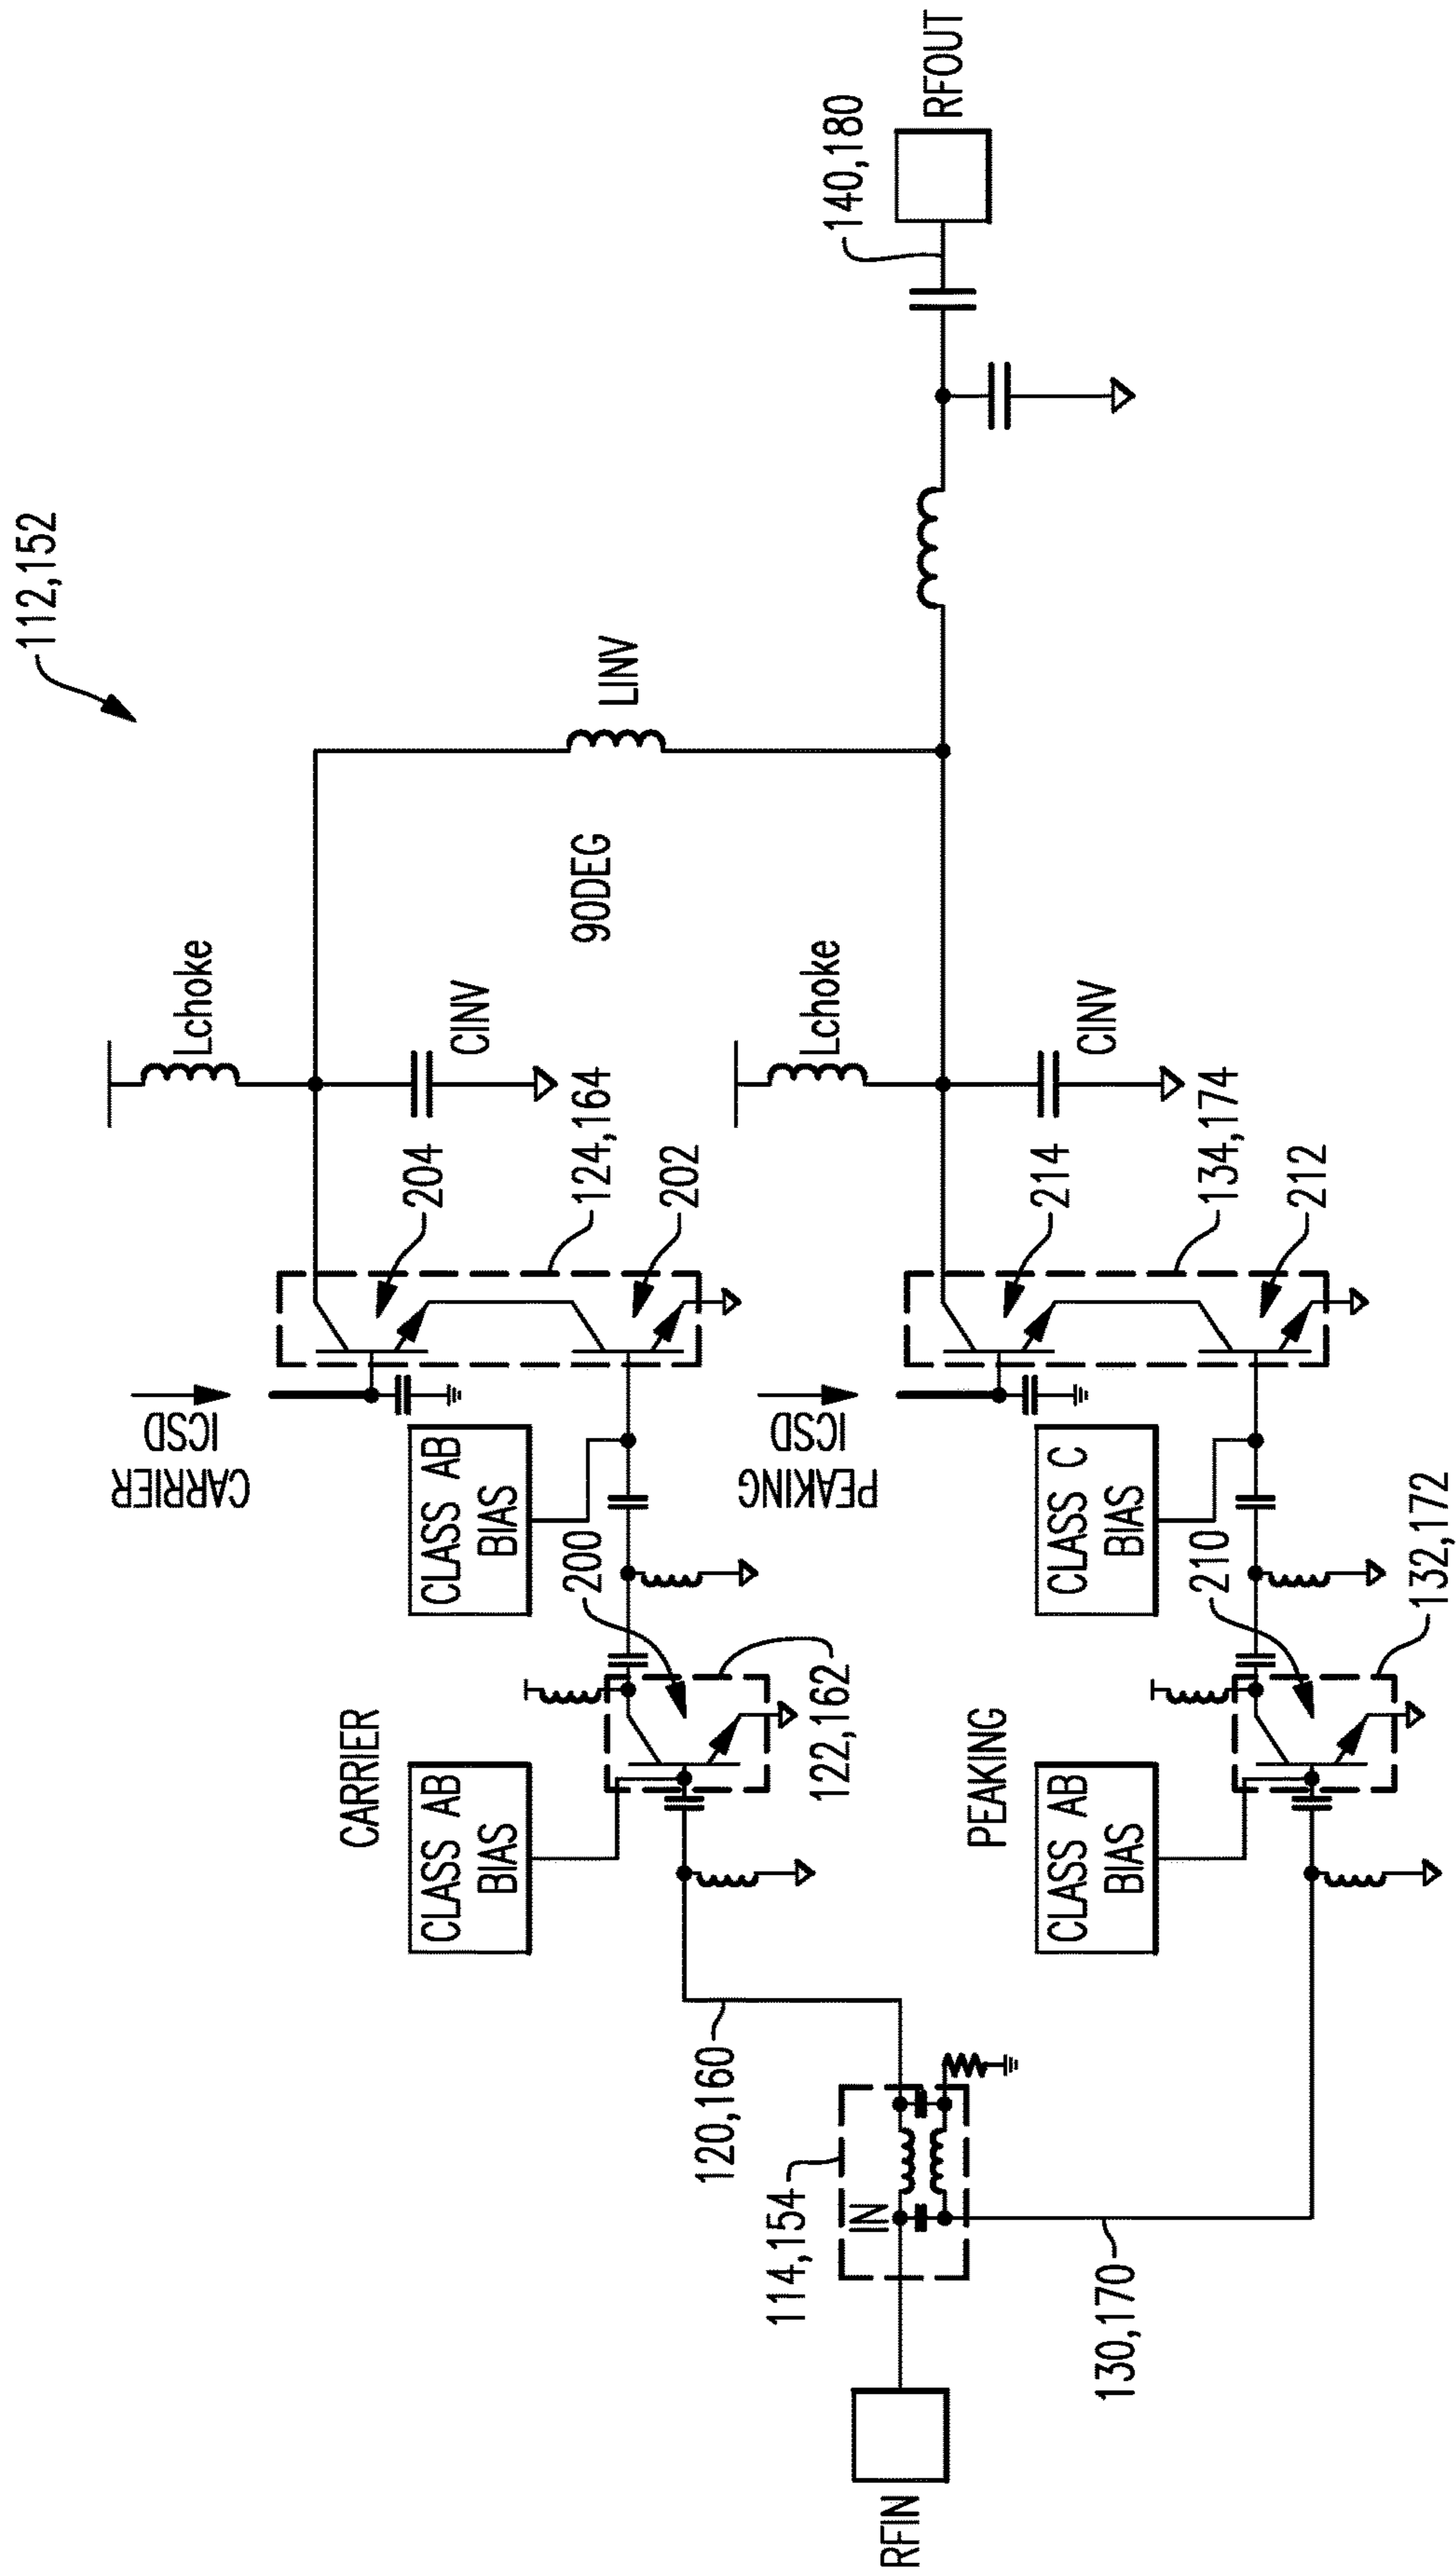 112,152
Lchoke
LINV
CARRIER
ICSD
204
CINV
90DEG
124,164
202
CLASS AB
BIAS
200
CARRIER
CLASS AB
BIAS
122,162
Lchoke
140,180
RFOUT
PEAKING
ICSD
214
CINV
134,174
212
CLASS C
BIAS
210
PEAKING
CLASS AB
BIAS
132,172
120,160
114,154
IN
RFIN
130,170